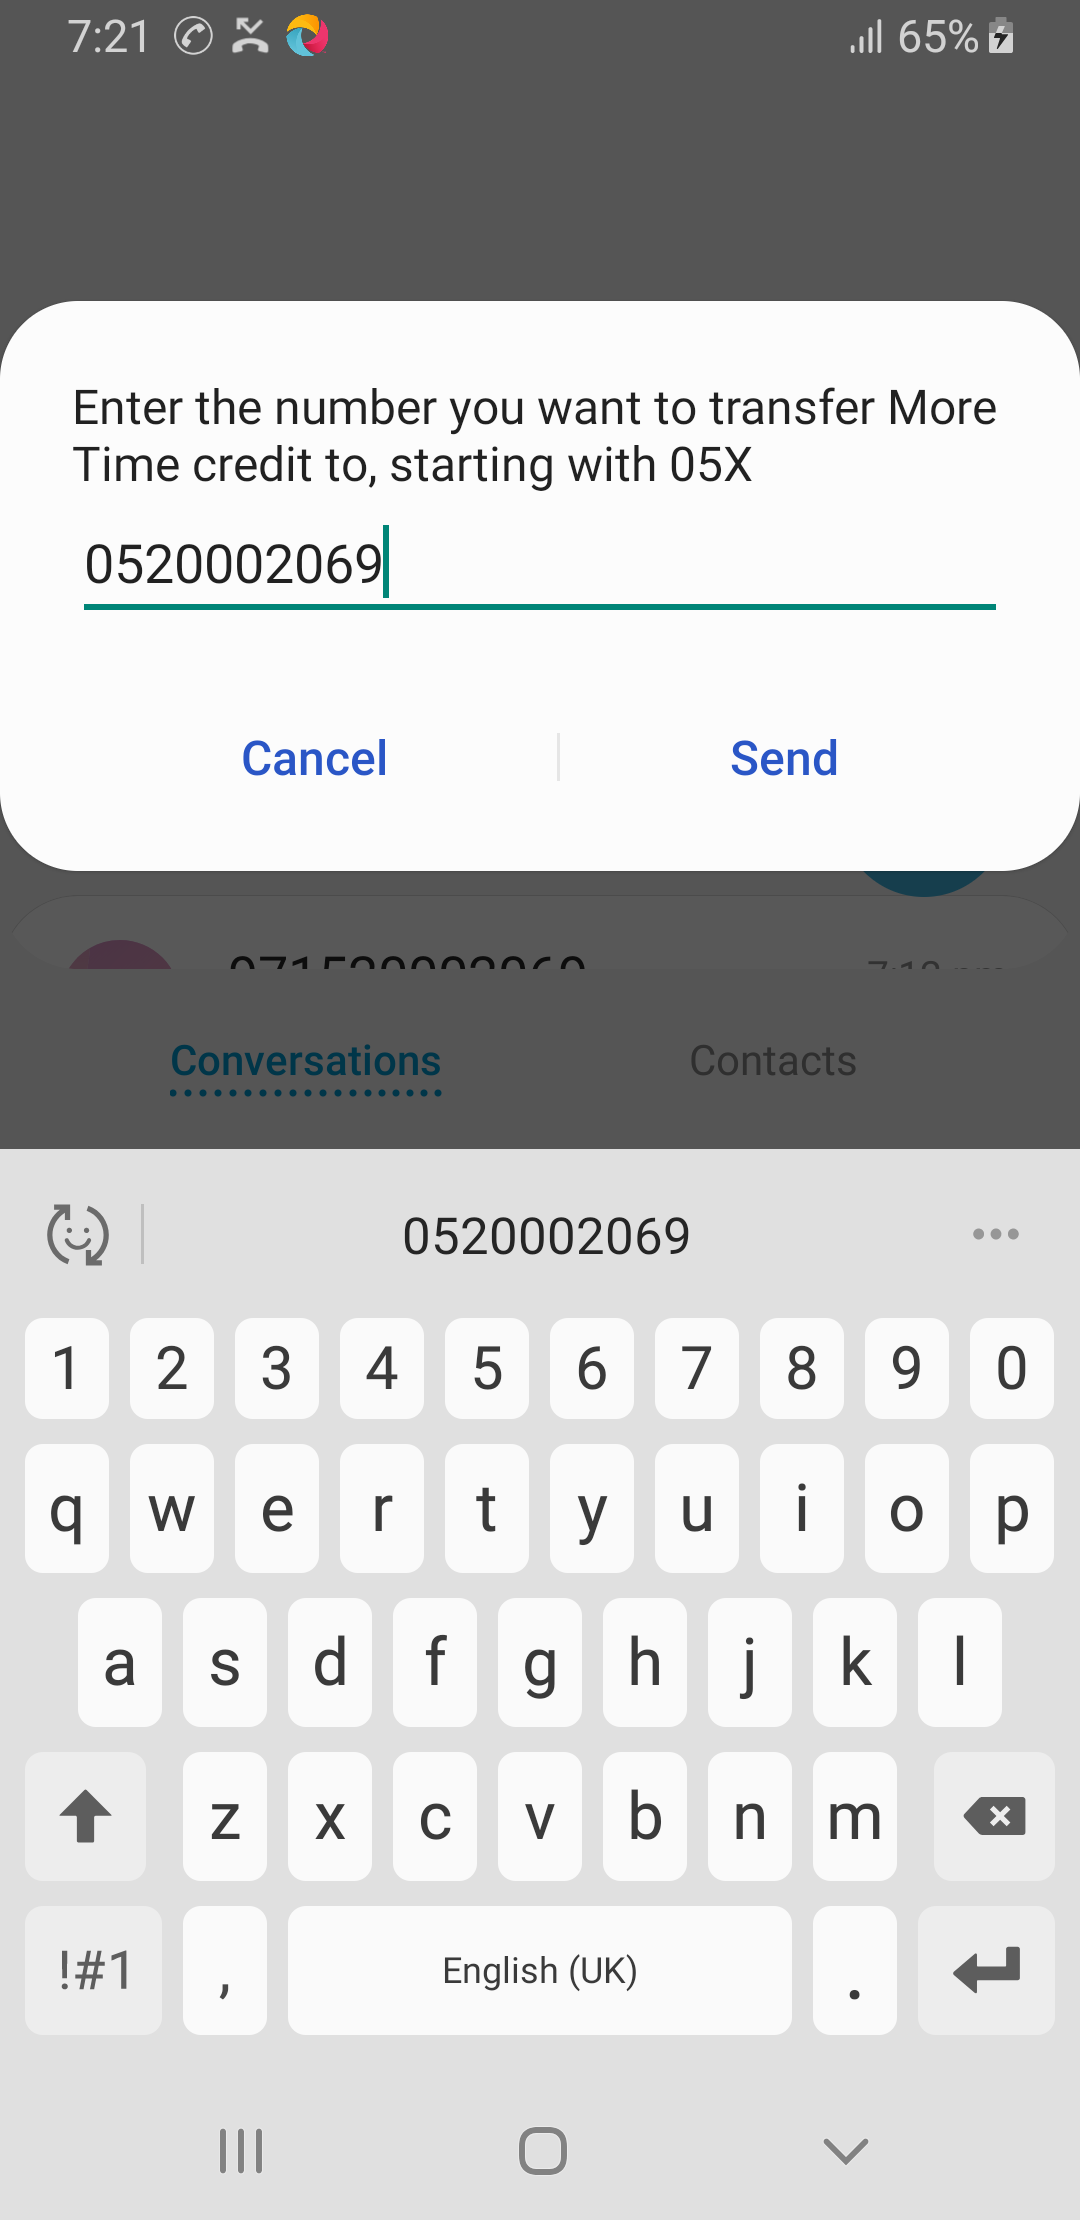 7:21
65%
Enter the number you want to transfer More
Time credit to, starting with 05X
0520002069
Cancel
Send
Conversations
Contacts
0520002069
1 2 3 4 5 6 7 8 9 0
q w e r t y u i o p
a s d f g h j k l
z x c v b n m
!#1 , English (UK) .